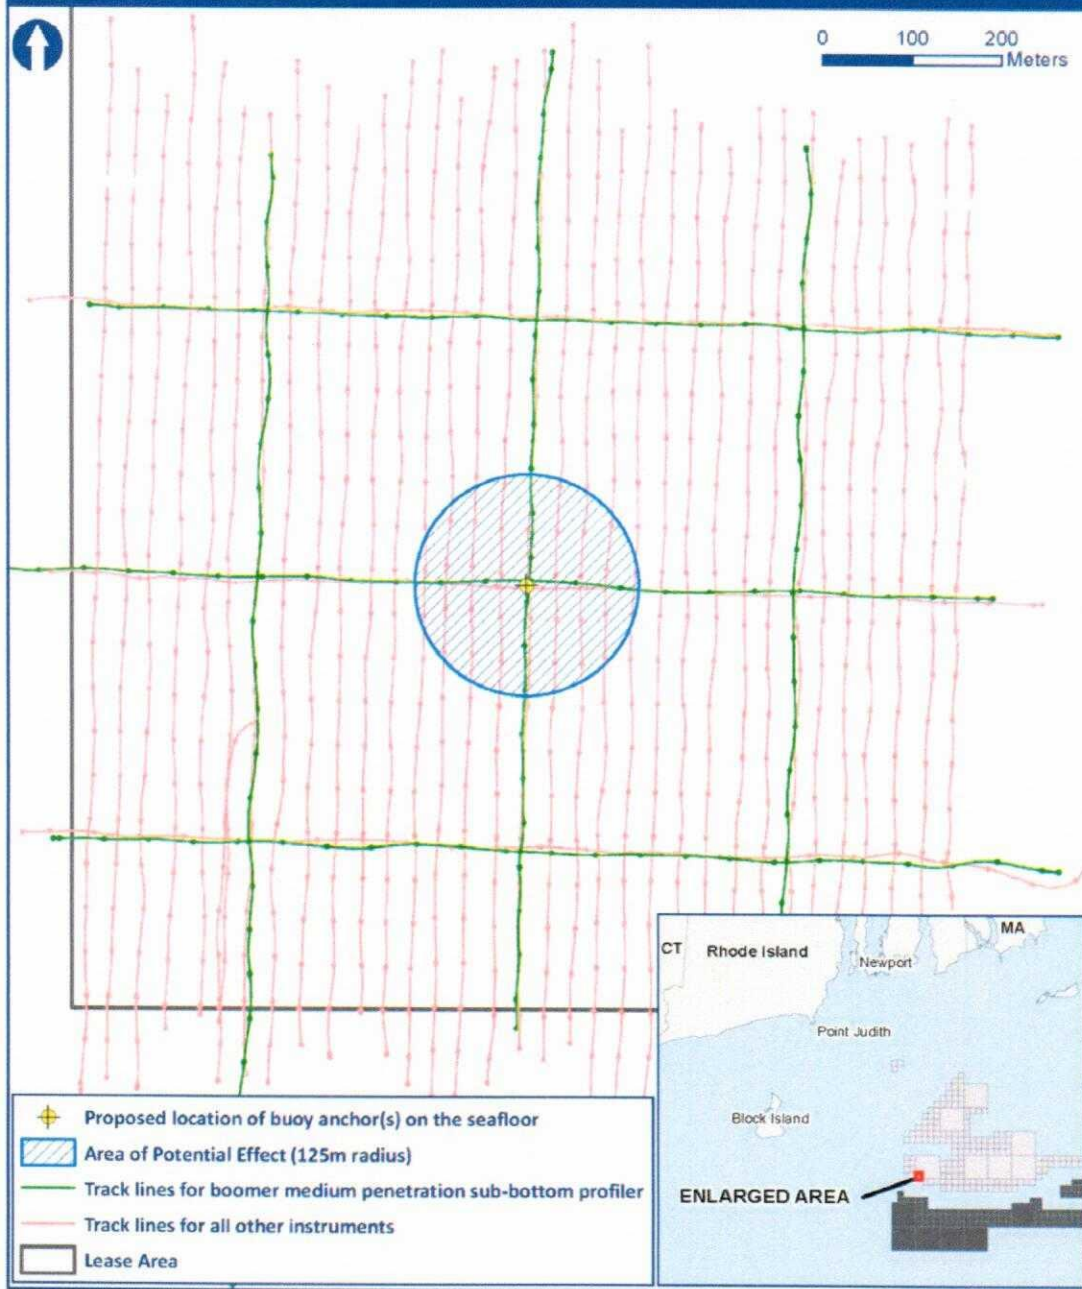 0 100 200
Meters
CT Rhode Island MA
Newport
Point Judith
Block Island
ENLARGED AREA
Proposed location of buoy anchor(s) on the seafloor
Area of Potential Effect (125m radius)
Track lines for boomer medium penetration sub-bottom profiler
Track lines for all other instruments
Lease Area